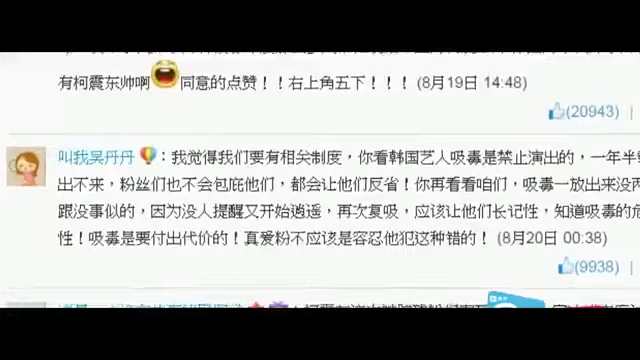 有柯震东帅啊 同意的点赞！！右上角五下！！！ (8月19日 14:48)
(20943) |
叫我吴丹丹 ：我觉得我们要有相关制度，你看韩国艺人吸毒是禁止演出的，一年半载
出不来，粉丝们也不会包庇他们，都会让他们反省！你再看看咱们，吸毒一放出来没两
跟没事似的，因为没人提醒又开始逍遥，再次复吸，应该让他们长记性，知道吸毒的危
性！吸毒是要付出代价的！真爱粉不应该是容忍他犯这种错的！ (8月20日 00:38)
(9938) |